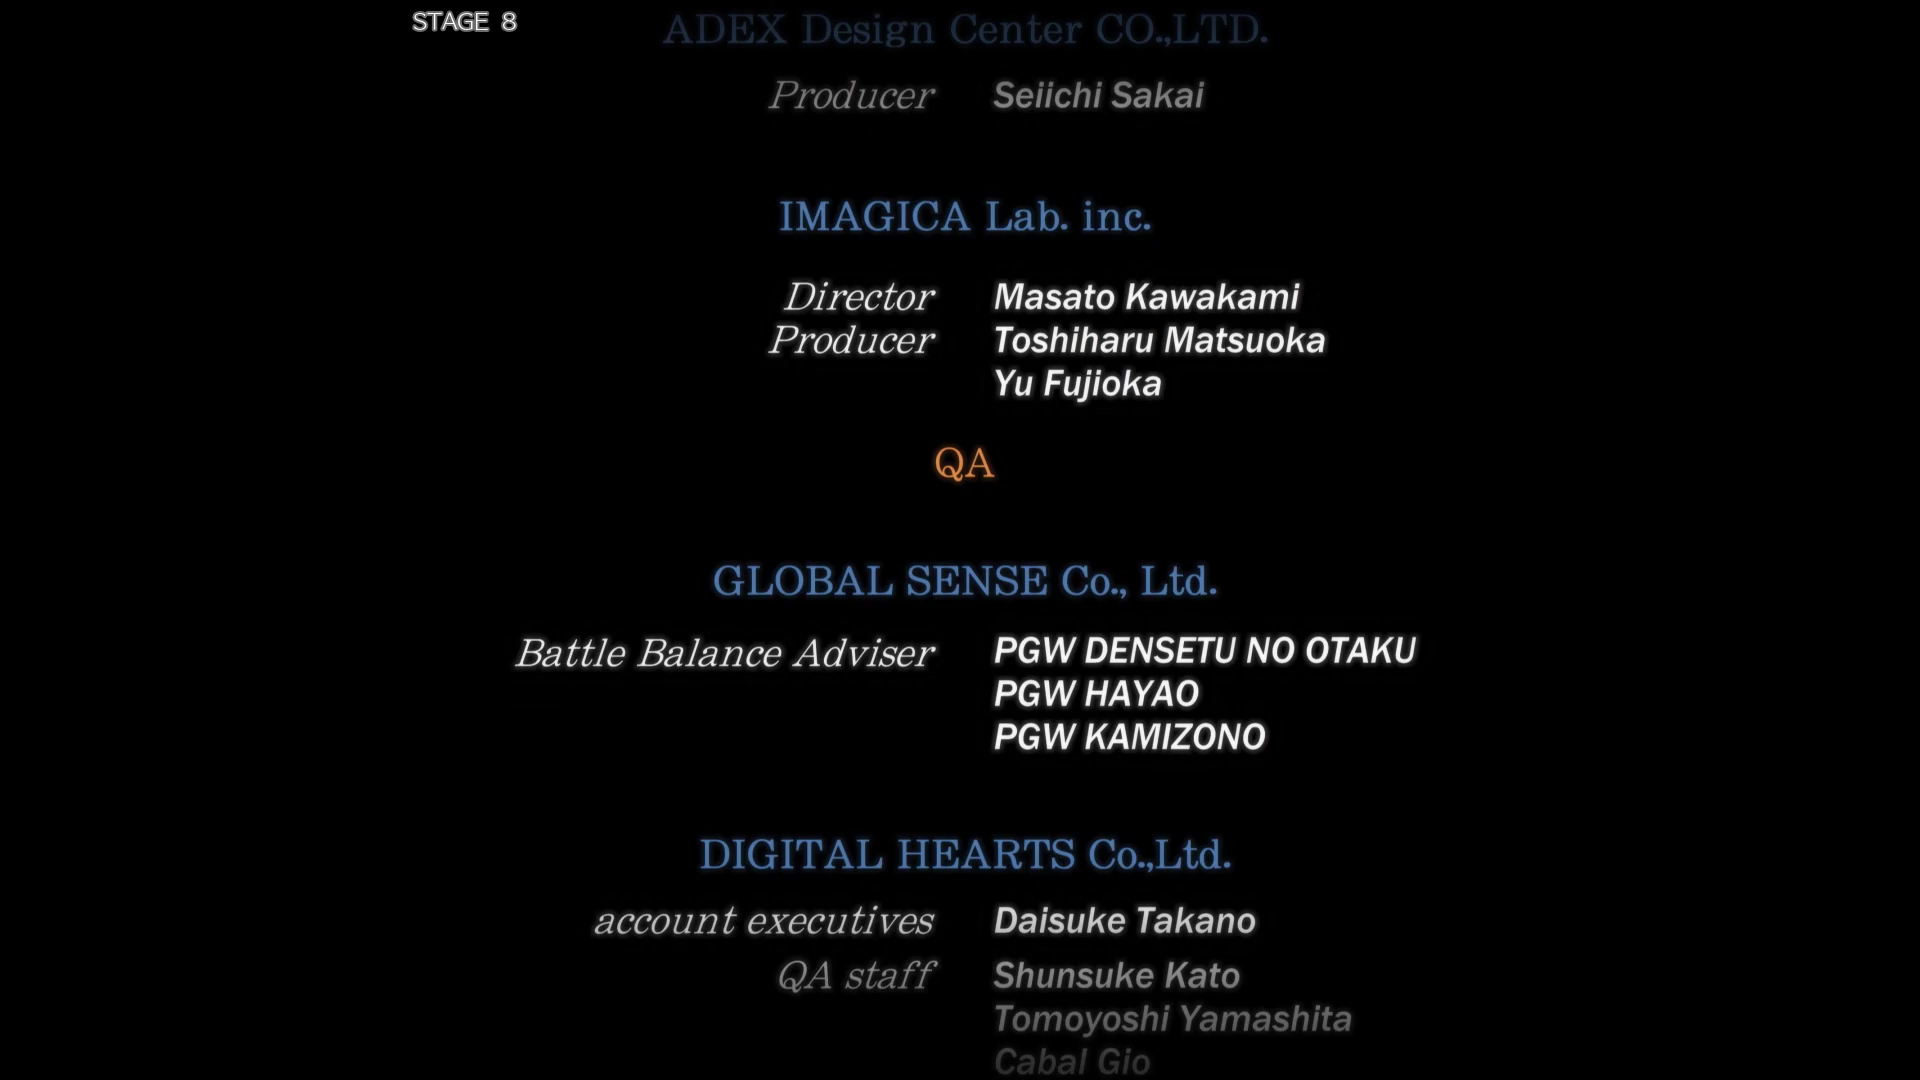 STAGE 8
ADEX Design Center CO.,LTD.
Producer Seiichi Sakai
IMAGICA Lab. inc.
Director Masato Kawakami
Producer Toshiharu Matsuoka
Yu Fujioka
QA
GLOBAL SENSE Co., Ltd.
Battle Balance Adviser PGW DENSETU NO OTAKU
PGW HAYAO
PGW KAMIZONO
DIGITAL HEARTS Co.,Ltd.
account executives Daisuke Takano
QA staff Shunsuke Kato
Tomoyoshi Yamashita
Cabal Gio